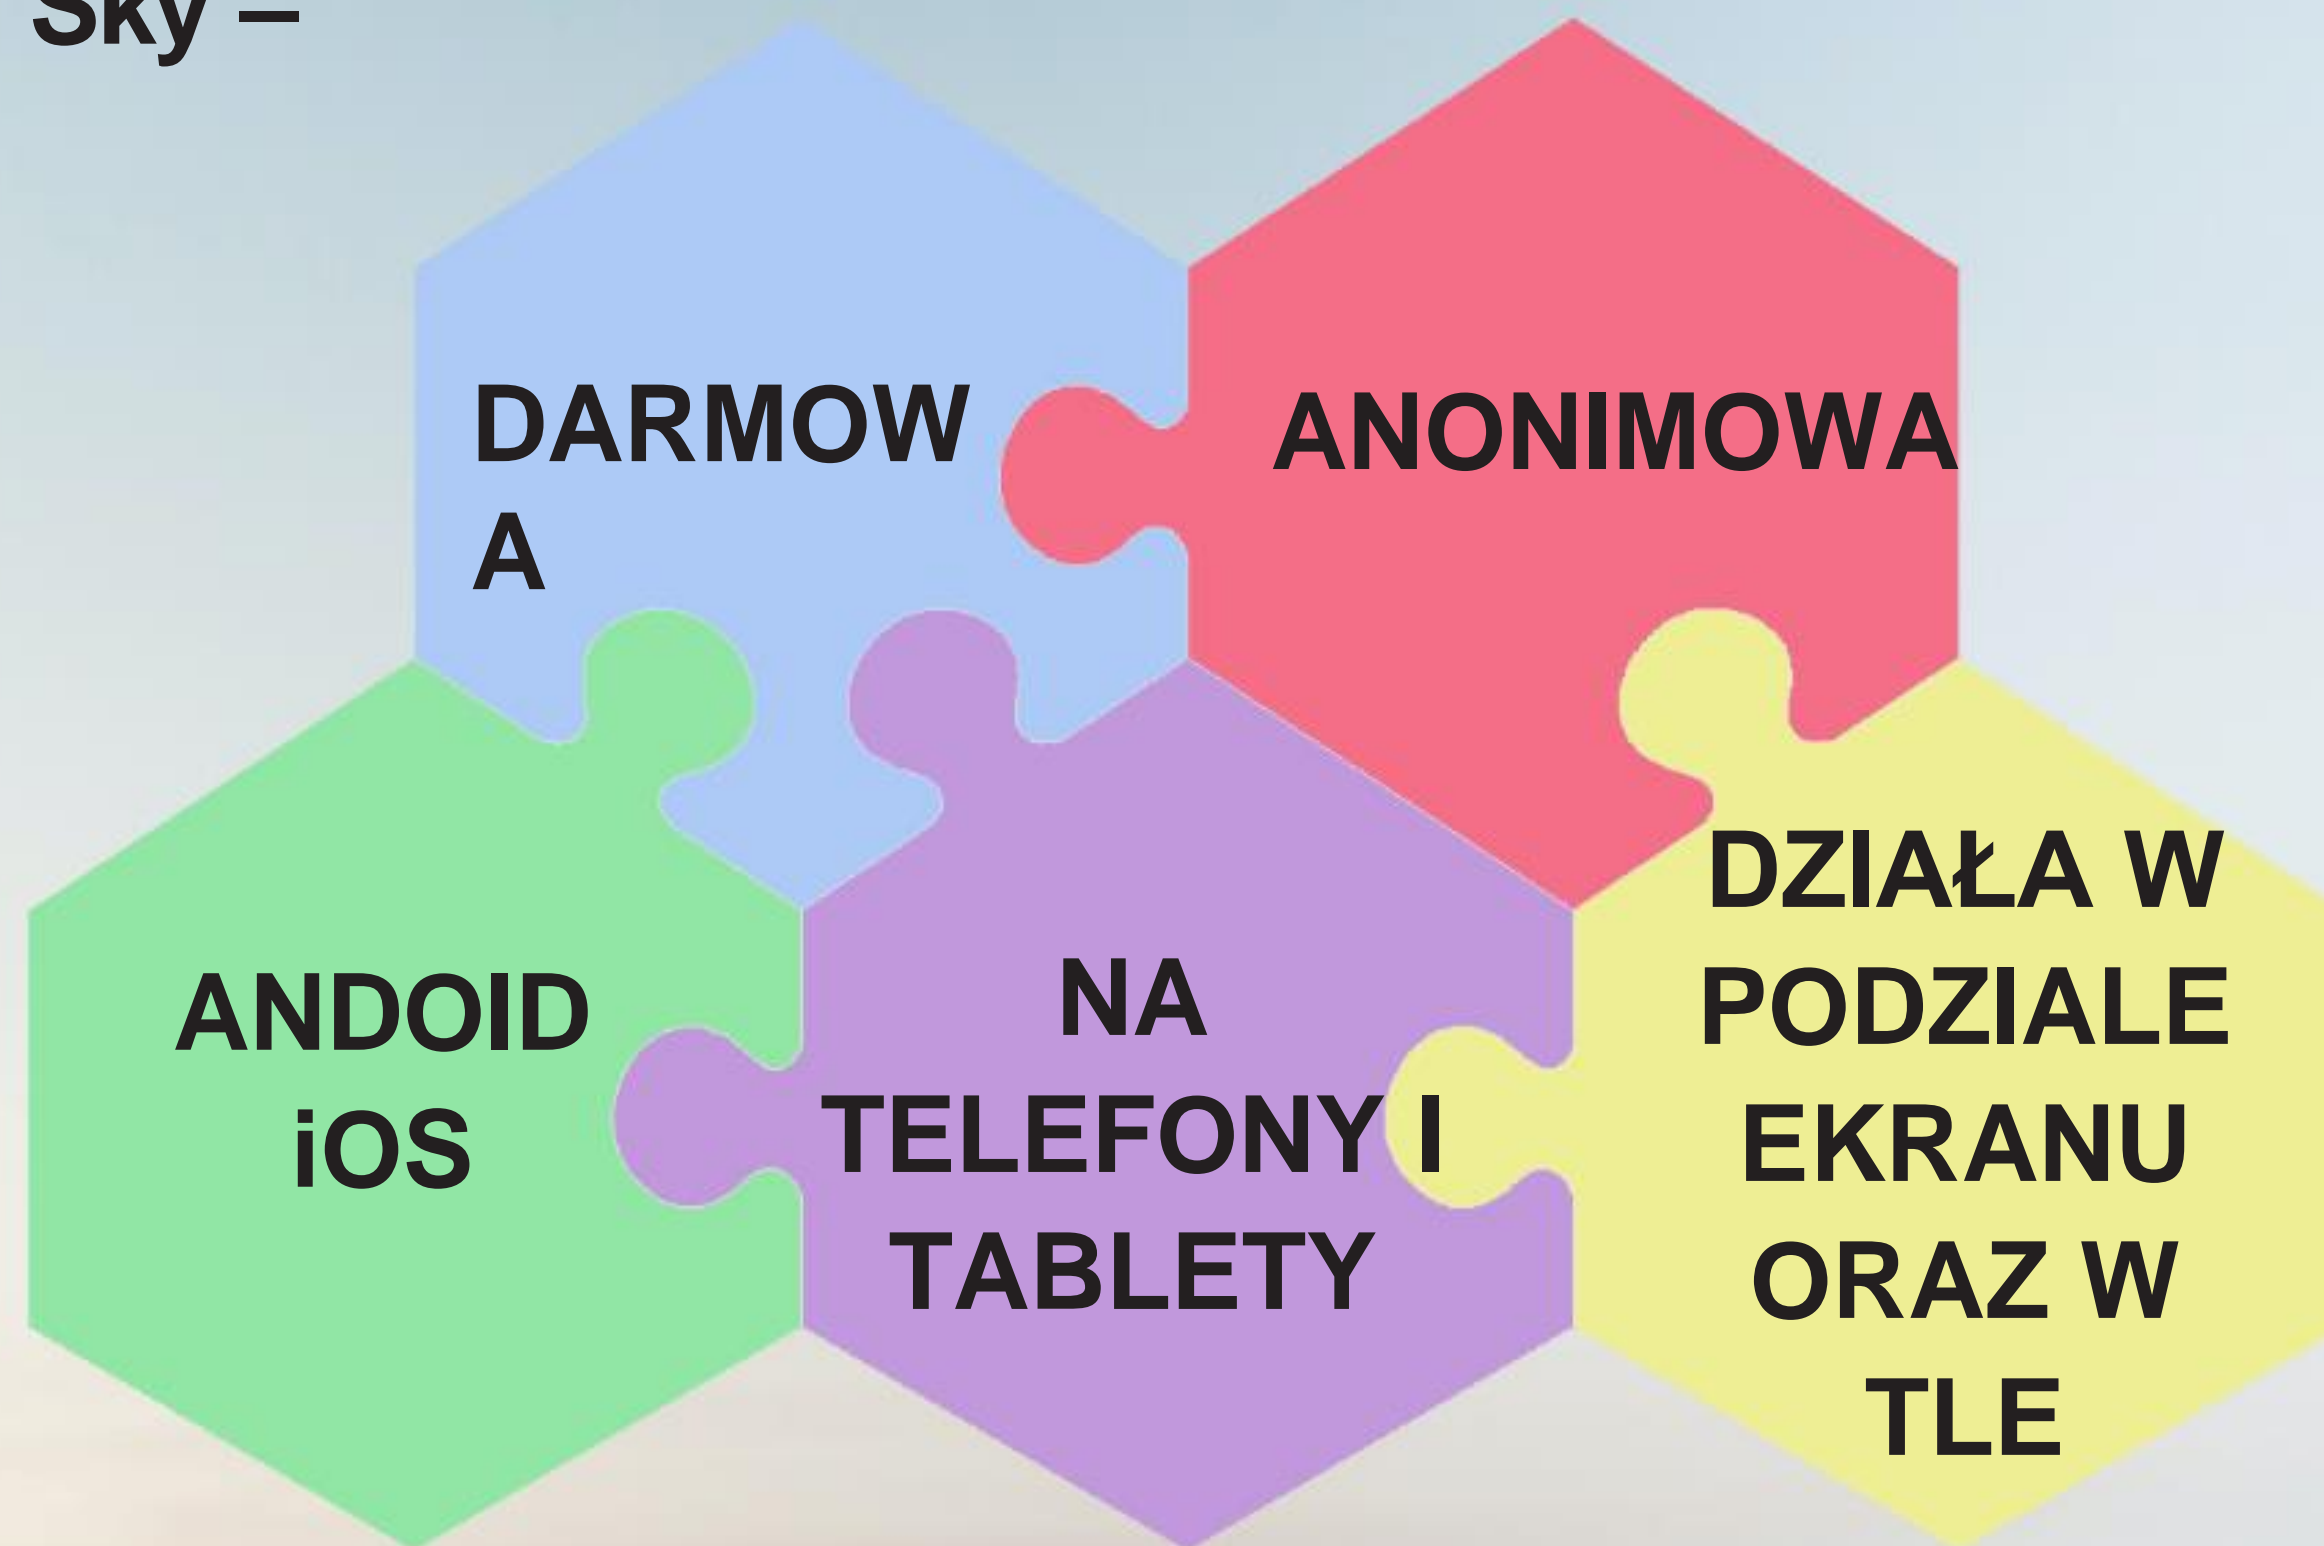 Sky –
DARMOW
A
ANONIMOWA
ANDOID
iOS
NA
TELEFONY I
TABLETY
DZIAŁA W
PODZIALE
EKRANU
ORAZ W
TLE